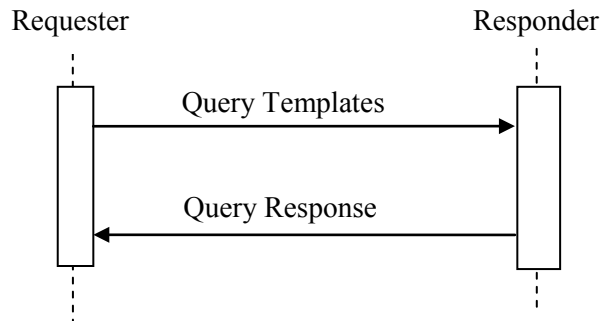 Requester
Responder
Query Templates
Query Response